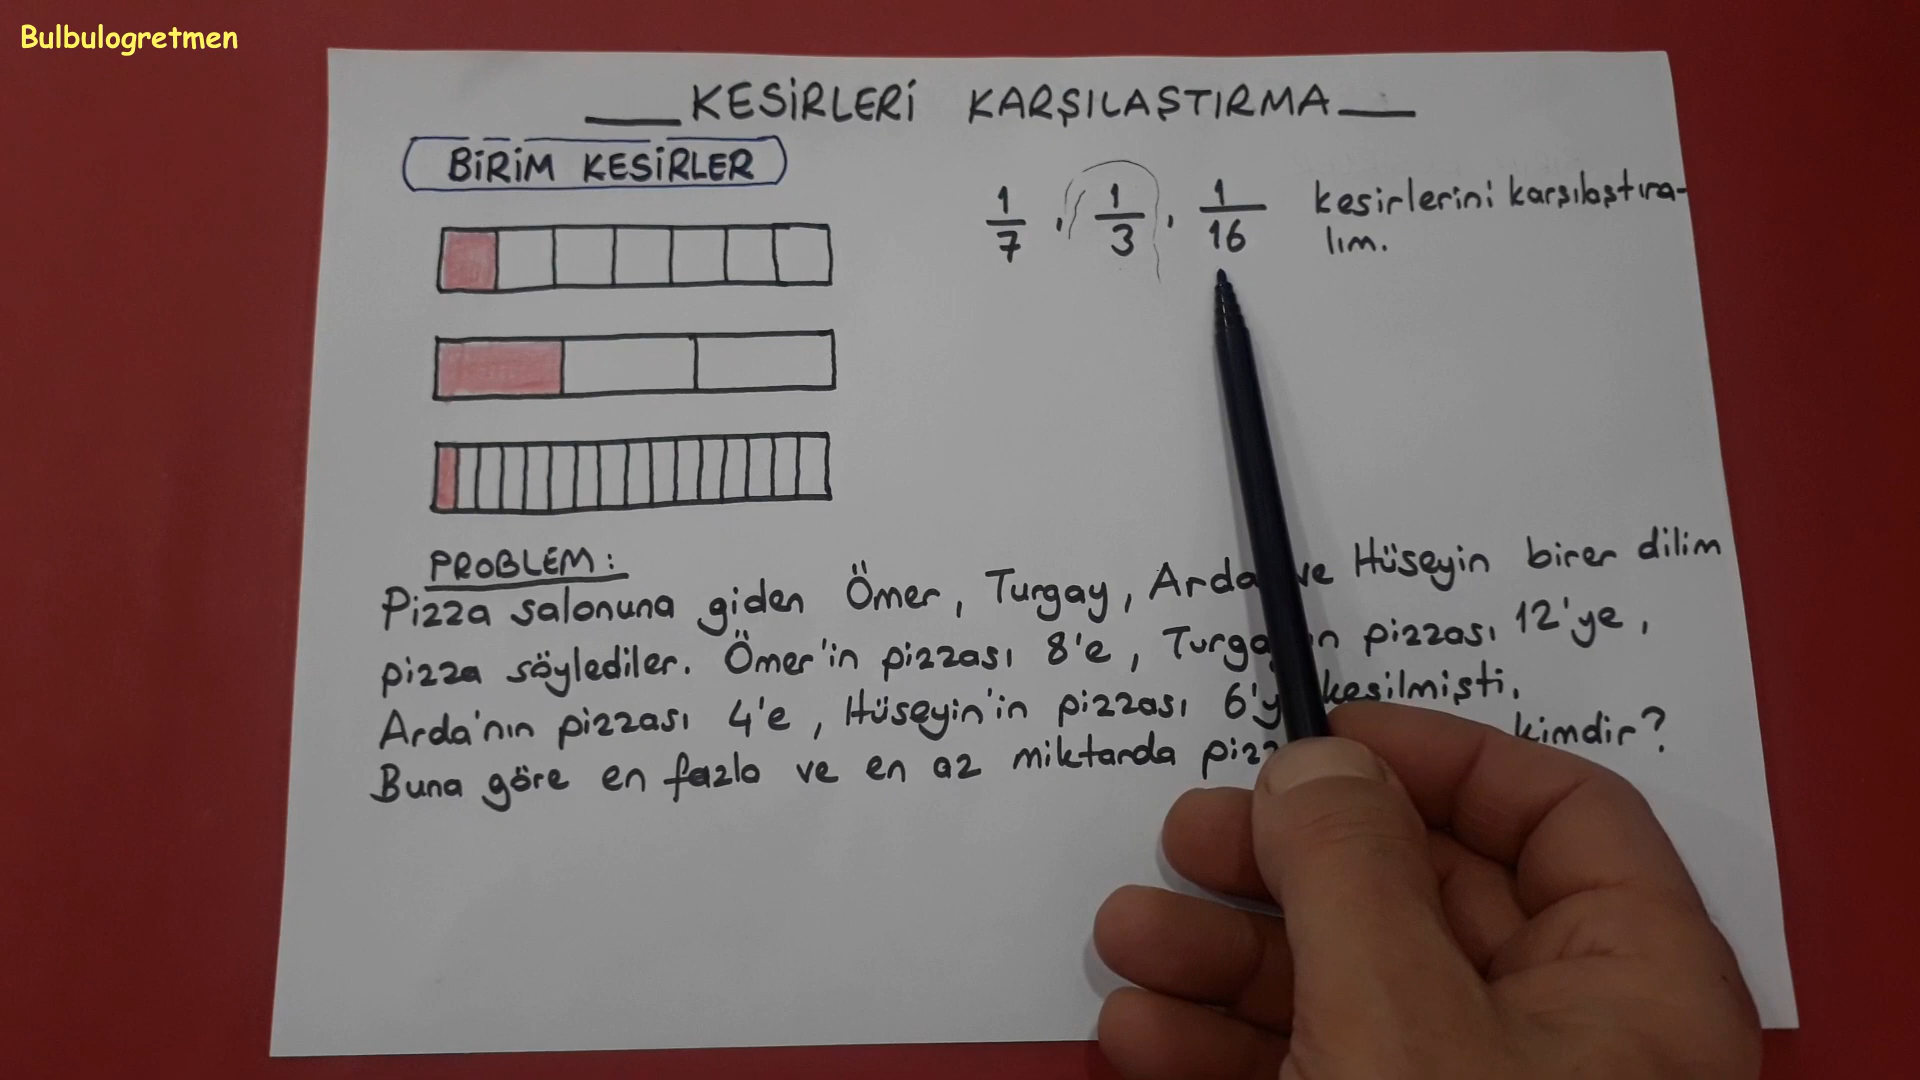 Bulbulogretmen
KESİRLERİ KARŞILAŞTIRMA
BİRİM KESİRLER
1/7, 1/3, 1/16 kesirlerini karşılaştıra-
lım.
PROBLEM:
Pizza salonuna giden Ömer, Turgay, Arda ve Hüseyin birer dilim
pizza söylediler. Ömer'in pizzası 8'e, pizzası 12'ye,
Arda'nın pizzası 4'e, Hüseyin'in pizzası kesilmişti.
Buna göre en fazla ve en az miktarda kimdir?